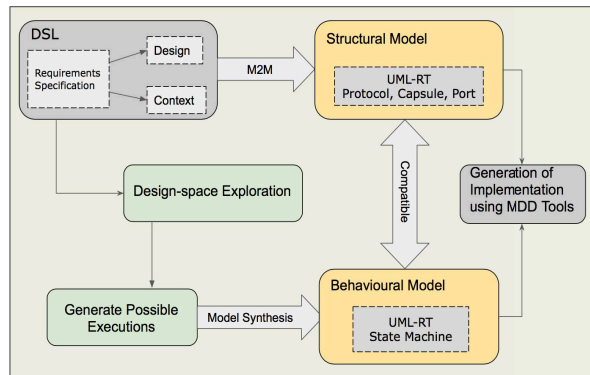 DSL
Requirements
Specification
Design
Context
M2M
Structural Model
UML-RT
Protocol, Capsule, Port
Compatible
Design-space Exploration
Generation of
Implementation
using MDD Tools
Generate Possible
Executions
Model Synthesis
Behavioural Model
UML-RT
State Machine